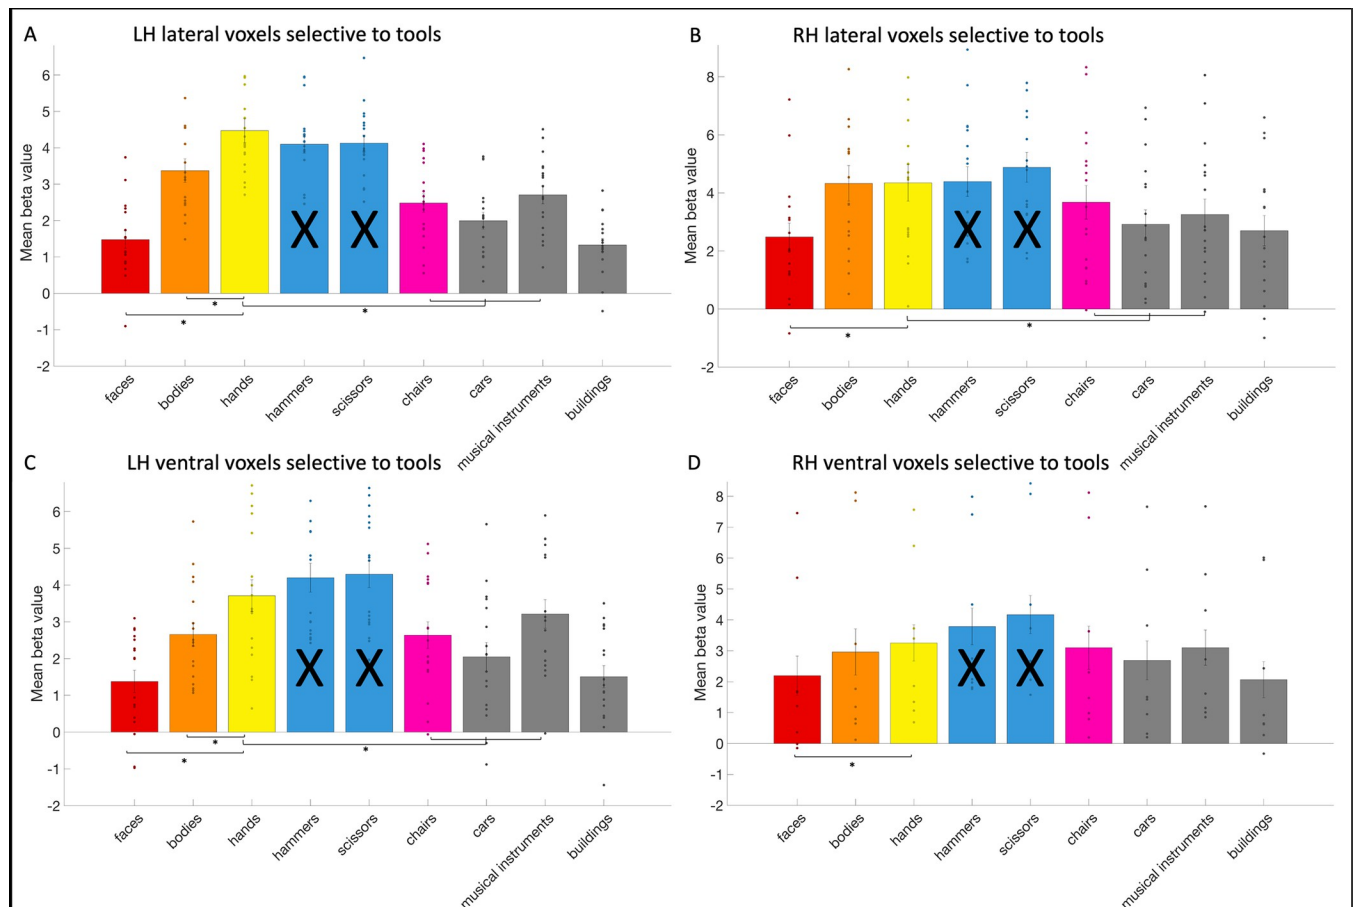 A LH lateral voxels selective to tools
6
5
4
3
2
1
0
-1
-2
Mean beta value
X X
*
*
*
faces bodies hands hammers scissors chairs cars musical instruments buildings
B RH lateral voxels selective to tools
8
6
4
2
0
-2
Mean beta value
X X
*
*
faces bodies hands hammers scissors chairs cars musical instruments buildings
C LH ventral voxels selective to tools
6
5
4
3
2
1
0
-1
-2
Mean beta value
X X
*
*
*
faces bodies hands hammers scissors chairs cars musical instruments buildings
D RH ventral voxels selective to tools
8
7
6
5
4
3
2
1
0
-1
-2
Mean beta value
X X
*
faces bodies hands hammers scissors chairs cars musical instruments buildings